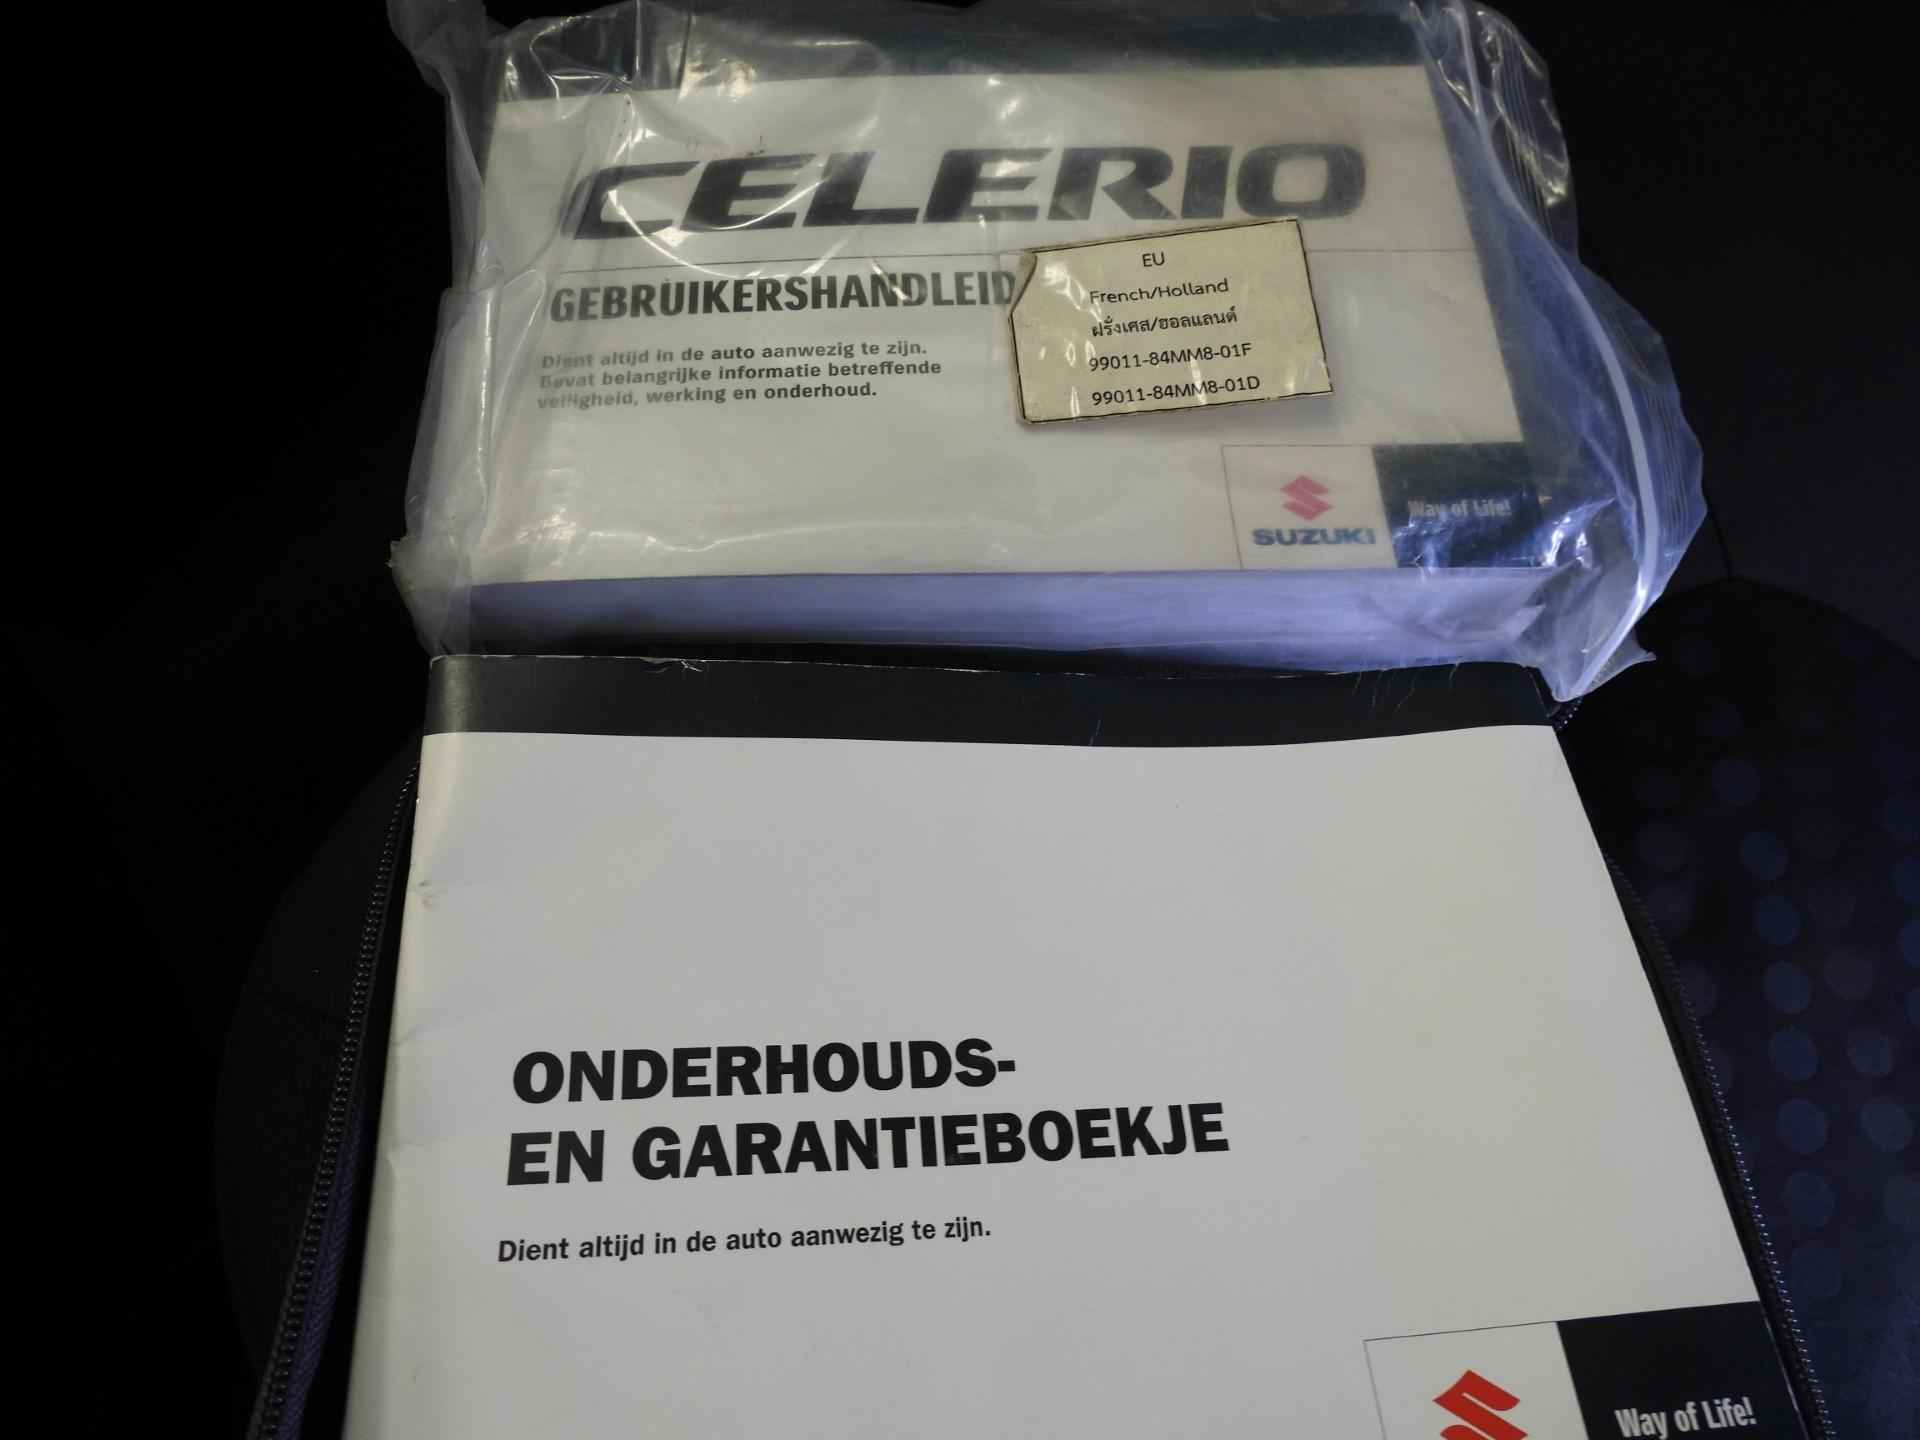 CELERIO
GEBRUIKERSHANDLEID
EU
French/Holland
ฝรั่งเศส/ฮอลแลนด์
99011-84MM8-01F
99011-84MM8-01D
Dient altijd in de auto aanwezig te zijn.
Bevat belangrijke informatie betreffende
veiligheid, werking en onderhoud.
SUZUKI
Way of Life!
ONDERHOUDS-
EN GARANTIEBOEKJE
Dient altijd in de auto aanwezig te zijn.
Way of Life!